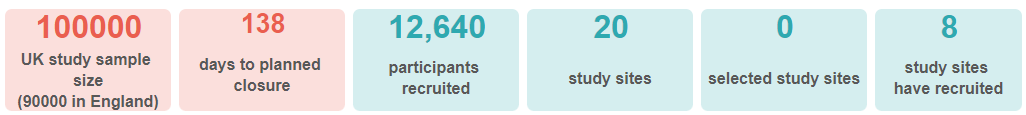 100000
UK study sample
size
(90000 in England)
138
days to planned
closure
12,640
participants
recruited
20
study sites
0
selected study sites
8
study sites
have recruited